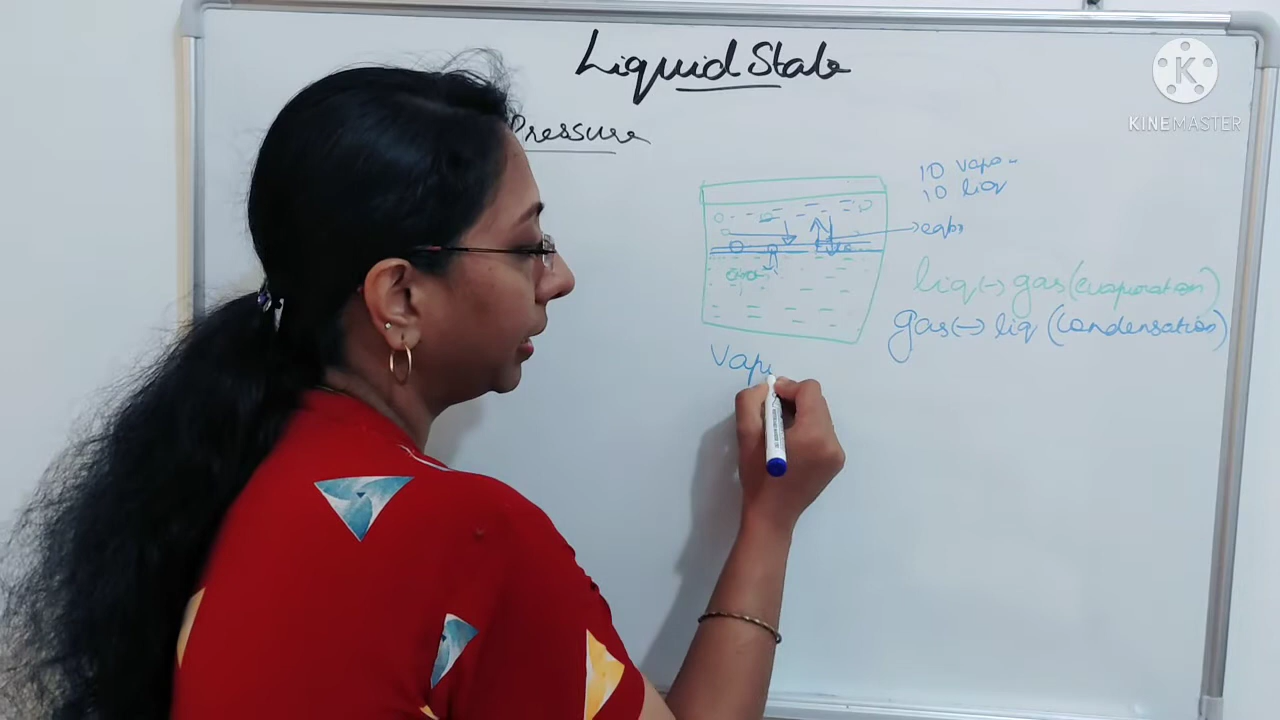 Liquid State
Pressure
KINEMASTER
10 vapo
10 liq
liq → gas (evaporation)
gas → liq (condensation)
Vap